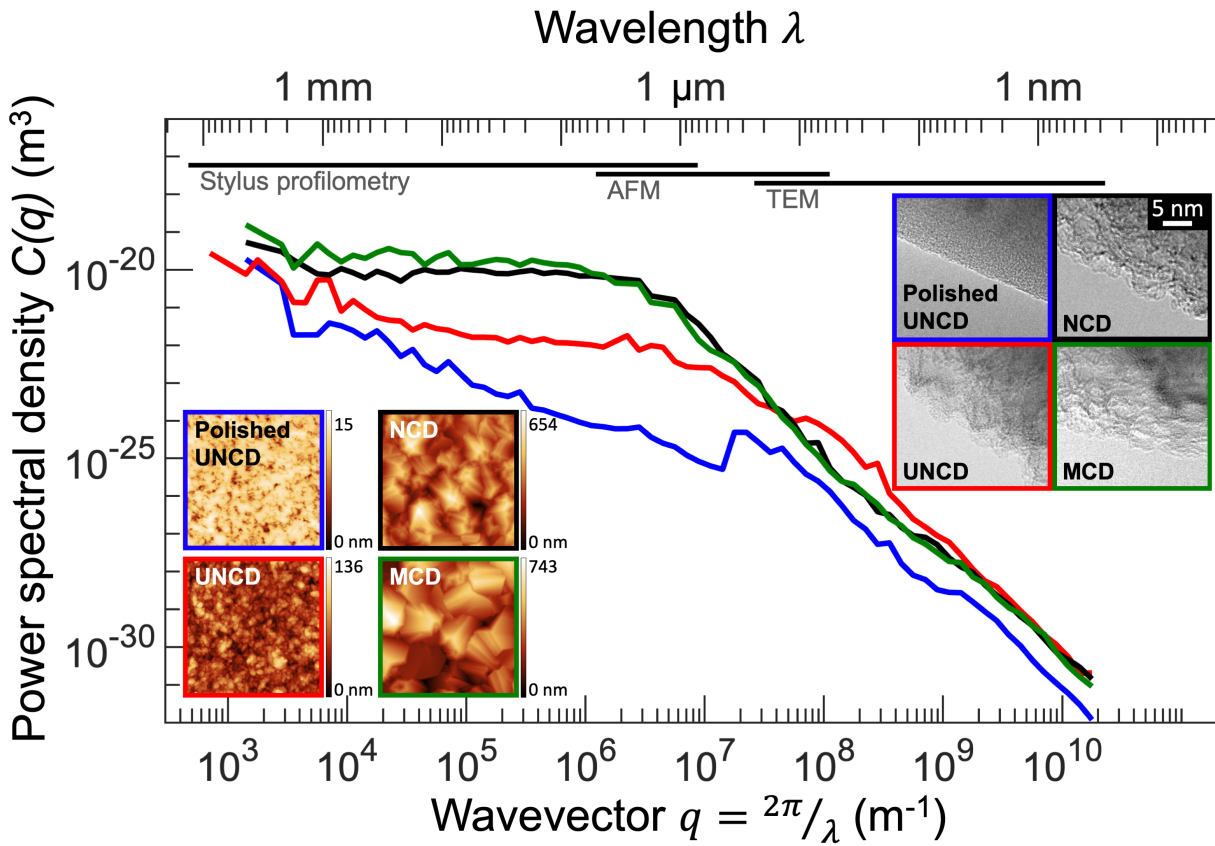 Wavelength λ
1 mm 1 μm 1 nm
Power spectral density C(q) (m³)
Stylus profilometry
AFM
TEM
5 nm
Polished
UNCD
NCD
UNCD
MCD
10⁻²⁰
10⁻²⁵
10⁻³⁰
Polished
UNCD
15
0 nm
NCD
654
0 nm
UNCD
136
0 nm
MCD
743
0 nm
10³ 10⁴ 10⁵ 10⁶ 10⁷ 10⁸ 10⁹ 10¹⁰
Wavevector q = 2π/λ (m⁻¹)